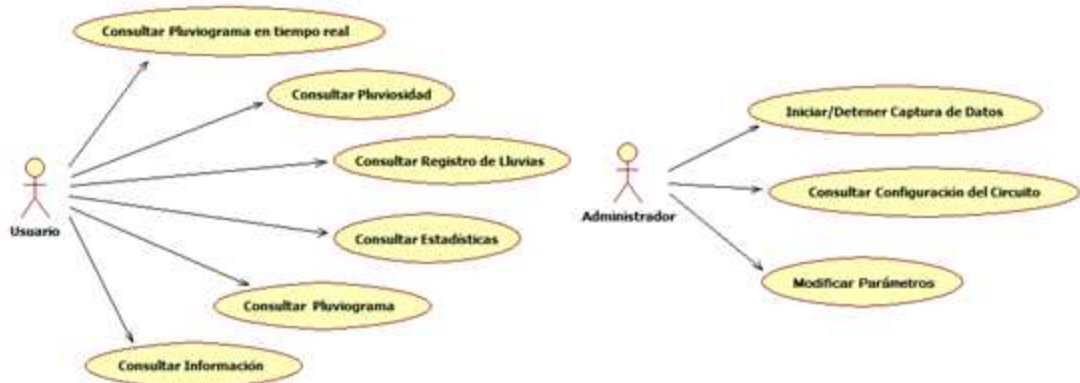 Consultar Pluviograma en tiempo real
Consultar Pluviosidad
Consultar Registro de Lluvias
Usuario
Consultar Estadísticas
Consultar Pluviograma
Consultar Información
Iniciar/Detener Captura de Datos
Administrador
Consultar Configuración del Circuito
Modificar Parámetros